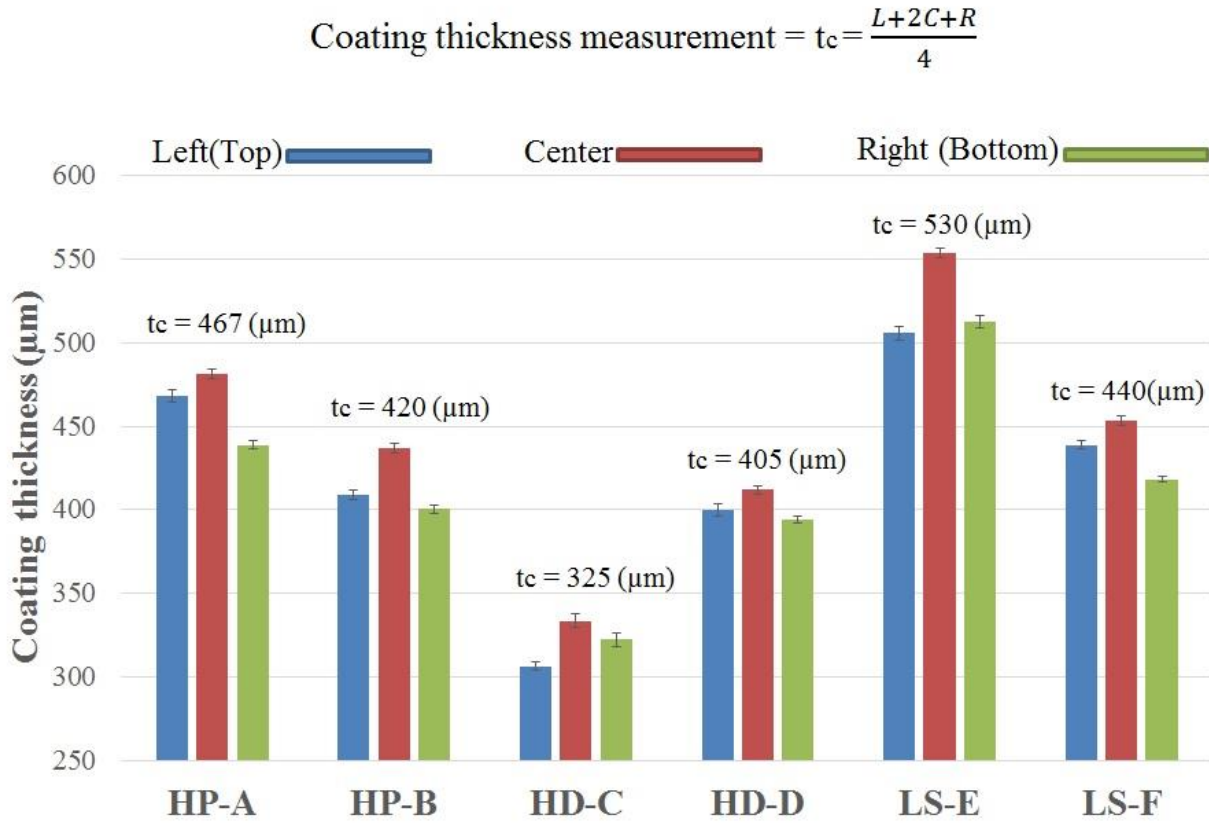 Coating thickness measurement = tc = L+2C+R
4
Left(Top) Center Right (Bottom)
600
tc = 530 (μm)
550
tc = 467 (μm)
500
tc = 420 (μm)
tc = 440(μm)
450
tc = 405 (μm)
400
tc = 325 (μm)
350
300
250
Coating thickness (μm)
HP-A HP-B HD-C HD-D LS-E LS-F